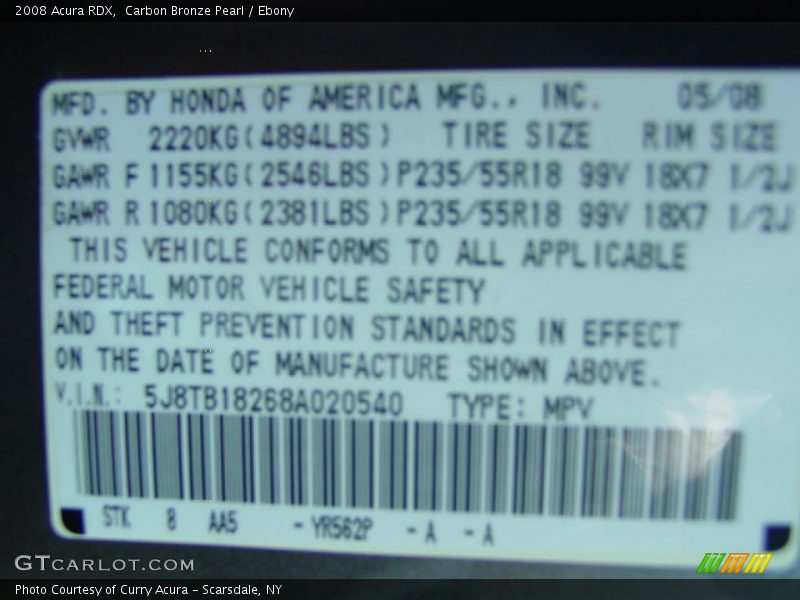 2008 Acura RDX,  Carbon Bronze Pearl / Ebony
MFD. BY HONDA OF AMERICA MFG., INC. 05/08
GVWR 2220KG(4894LBS) TIRE SIZE RIM SIZE
GAWR F 1155KG(2546LBS) P235/55R18 99V 18X7 1/2J
GAWR R 1080KG(2381LBS) P235/55R18 99V 18X7 1/2J
THIS VEHICLE CONFORMS TO ALL APPLICABLE
FEDERAL MOTOR VEHICLE SAFETY
AND THEFT PREVENTION STANDARDS IN EFFECT
ON THE DATE OF MANUFACTURE SHOWN ABOVE.
V.I.N.: 5J8TB18268A020540 TYPE: MPV
STK 8 AA5 -YR562P -A -A
GTCARLOT.COM
Photo Courtesy of Curry Acura - Scarsdale, NY